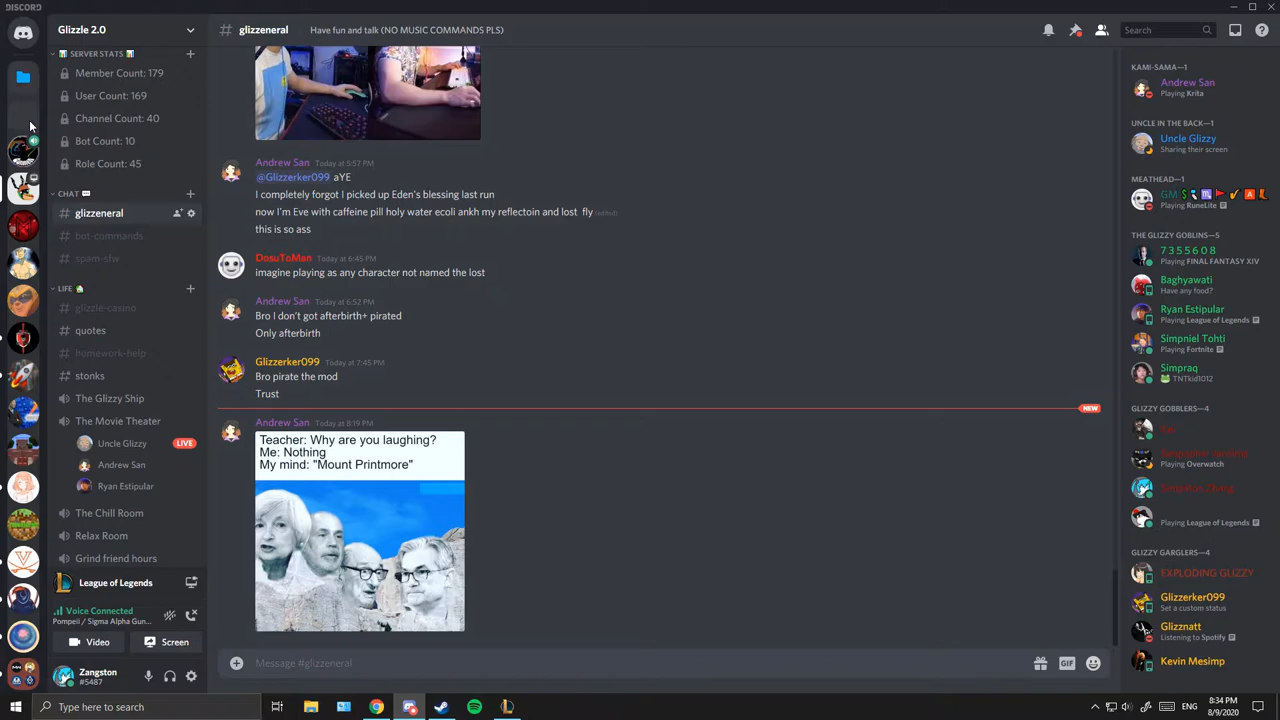 DISCORD
Glizzle 2.0
SERVER STATS
Member Count: 179
User Count: 169
Channel Count: 40
Bot Count: 10
Role Count: 45
CHAT
glizzeneral
bot-commands
spam-sfw
LIFE
glizzle-casino
quotes
homework-help
stonks
The Glizzy Ship
The Movie Theater
Uncle Glizzy LIVE
Andrew San
Ryan Estipular
The Chill Room
Relax Room
Grind friend hours
League of Legends
Voice Connected
Pompeii / Sigma Alpha Gun...
Video Screen
Zangston
#5487
# glizzeneral Have fun and talk (NO MUSIC COMMANDS PLS)
Search
Andrew San Today at 5:57 PM
@Glizzerker099 aYE
I completely forgot I picked up Eden's blessing last run
now I'm Eve with caffeine pill holy water ecoli ankh my reflectoin and lost fly (edited)
this is so ass
DosuTaMan Today at 6:45 PM
imagine playing as any character not named the lost
Andrew San Today at 6:52 PM
Bro I don't got afterbirth+ pirated
Only afterbirth
Glizzerker099 Today at 7:45 PM
Bro pirate the mod
Trust
NEW
Andrew San Today at 8:19 PM
Teacher: Why are you laughing?
Me: Nothing
My mind: "Mount Printmore"
Message #glizzeneral
GIF
KAMI-SAMA—1
Andrew San
Playing Krita
UNCLE IN THE BACK—1
Uncle Glizzy
Sharing their screen
MEATHEAD—1
GM
Playing RuneLite
THE GLIZZY GOBLINS—5
7 3 5 5 6 0 8
Playing FINAL FANTASY XIV
Baghyawati
Have any food?
Ryan Estipular
Playing League of Legends
Simpniel Tohti
Playing Fortnite
Simpraq
TNTkid1012
GLIZZY GOBBLERS—4
Playing Overwatch
Playing League of Legends
GLIZZY GARGLERS—4
EXPLODING GLIZZY
Glizzerker099
Set a custom status
Glizznatt
Listening to Spotify
Kevin Mesimp
Type here to search
ENG
8:34 PM
8/9/2020